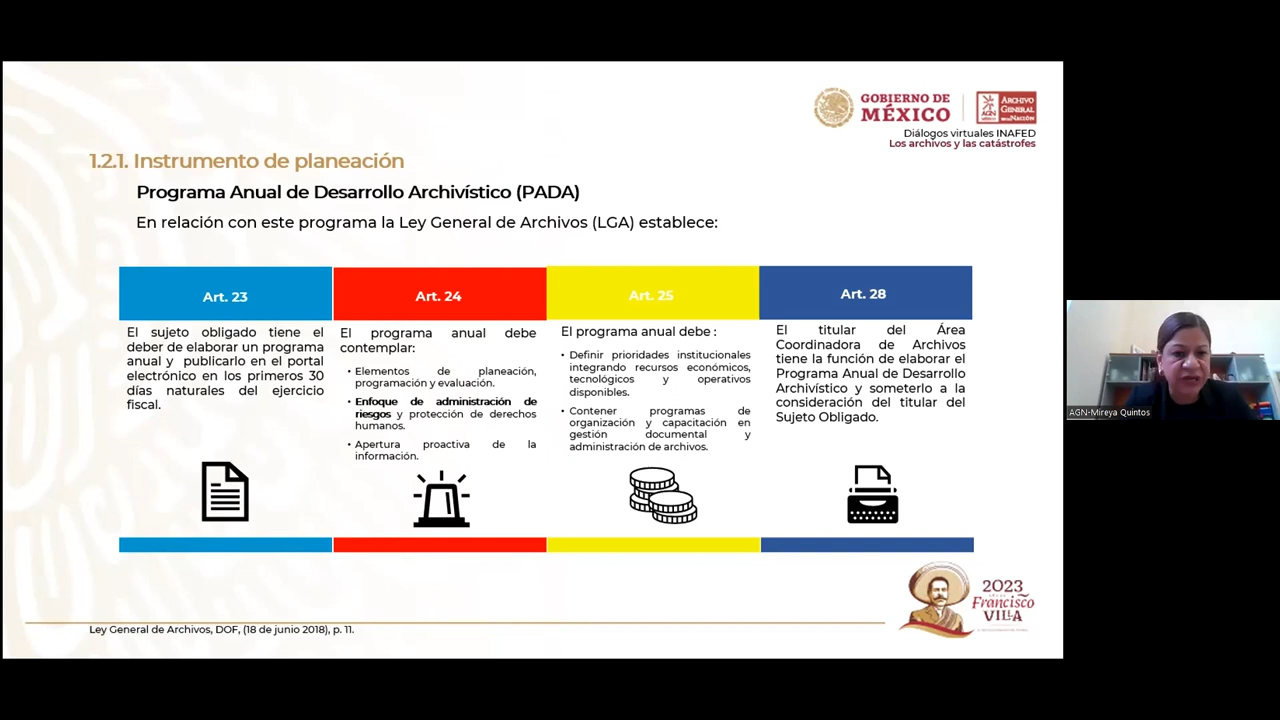 GOBIERNO DE
MÉXICO
AGN
MÉXICO
ARCHIVO
GENERAL
DE LA NACIÓN
Diálogos virtuales INAFED
Los archivos y las catástrofes
1.2.1. Instrumento de planeación
Programa Anual de Desarrollo Archivístico (PADA)
En relación con este programa la Ley General de Archivos (LGA) establece:
Art. 23
El sujeto obligado tiene el
deber de elaborar un programa
anual y publicarlo en el portal
electrónico en los primeros 30
días naturales del ejercicio
fiscal.
Art. 24
El programa anual debe
contemplar:
• Elementos de planeación,
programación y evaluación.
• Enfoque de administración de
riesgos y protección de derechos
humanos.
• Apertura proactiva de la
información.
Art. 25
El programa anual debe :
• Definir prioridades institucionales
integrando recursos económicos,
tecnológicos y operativos
disponibles.
• Contener programas de
organización y capacitación en
gestión documental y
administración de archivos.
Art. 28
El titular del Área
Coordinadora de Archivos
tiene la función de elaborar el
Programa Anual de Desarrollo
Archivístico y someterlo a la
consideración del titular del
Sujeto Obligado.
AGN-Mireya Quintos
2023
Francisco
VILLA
Ley General de Archivos, DOF, (18 de junio 2018), p. 11.